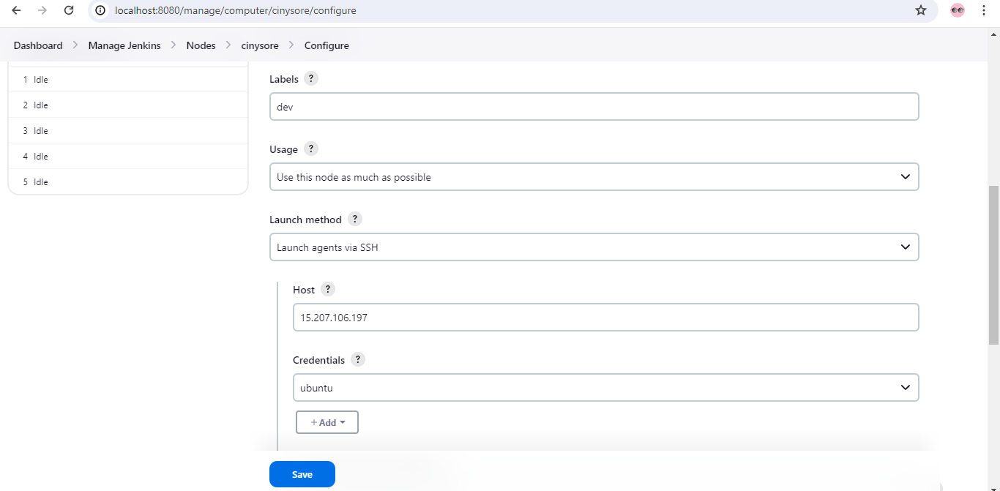 localhost:8080/manage/computer/cinysore/configure
Dashboard > Manage Jenkins > Nodes > cinysore > Configure
1 Idle
2 Idle
3 Idle
4 Idle
5 Idle
Labels ?
dev
Usage ?
Use this node as much as possible
Launch method ?
Launch agents via SSH
Host ?
15.207.106.197
Credentials ?
ubuntu
+ Add
Save